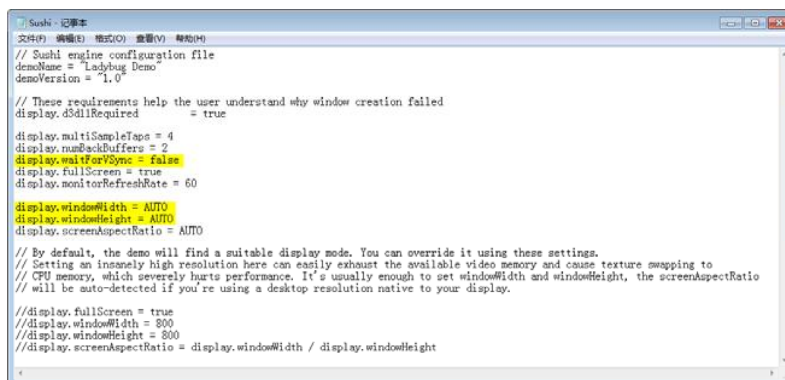 Sushi - 记事本
文件(F) 编辑(E) 格式(O) 查看(V) 帮助(H)
// Sushi engine configuration file
demoName = "Ladybug Demo"
demoVersion = "1.0"
// These requirements help the user understand why window creation failed
display.d3d11Required = true
display.multiSampleTaps = 4
display.numBackBuffers = 2
display.waitForVSync = false
display.fullScreen = true
display.monitorRefreshRate = 60
display.windowWidth = AUTO
display.windowHeight = AUTO
display.screenAspectRatio = AUTO
// By default, the demo will find a suitable display mode. You can override it using these settings.
// Setting an insanely high resolution here can easily exhaust the available video memory and cause texture swapping to
// CPU memory, which severely hurts performance. It's usually enough to set windowWidth and windowHeight, the screenAspectRatio
// will be auto-detected if you're using a desktop resolution native to your display.
//display.fullScreen = true
//display.windowWidth = 800
//display.windowHeight = 800
//display.screenAspectRatio = display.windowWidth / display.windowHeight